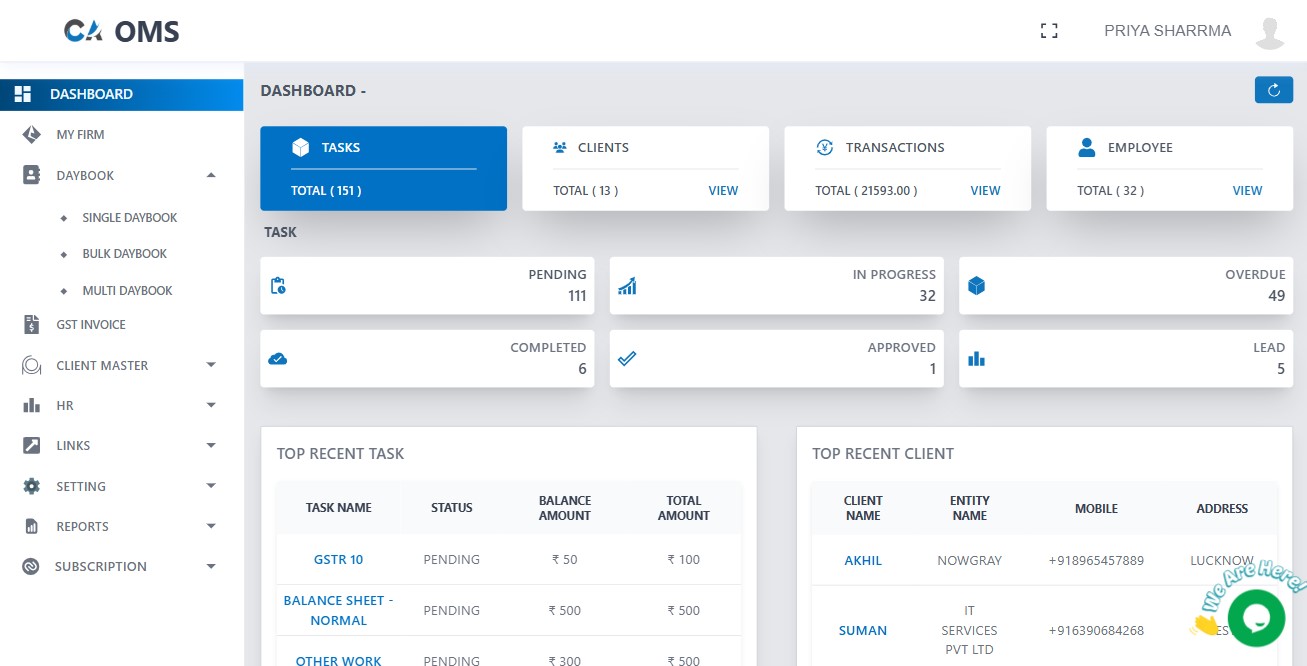 CA OMS
PRIYA SHARRMA
DASHBOARD
MY FIRM
DAYBOOK
SINGLE DAYBOOK
BULK DAYBOOK
MULTI DAYBOOK
GST INVOICE
CLIENT MASTER
HR
LINKS
SETTING
REPORTS
SUBSCRIPTION
DASHBOARD -
TASKS
TOTAL ( 151 )
CLIENTS
TOTAL ( 13 ) VIEW
TRANSACTIONS
TOTAL ( 21593.00 ) VIEW
EMPLOYEE
TOTAL ( 32 ) VIEW
TASK
PENDING
111
IN PROGRESS
32
OVERDUE
49
COMPLETED
6
APPROVED
1
LEAD
5
TOP RECENT TASK
TASK NAME STATUS BALANCE AMOUNT TOTAL AMOUNT
GSTR 10 PENDING ₹ 50 ₹ 100
BALANCE SHEET -
NORMAL PENDING ₹ 500 ₹ 500
OTHER WORK PENDING ₹ 300 ₹ 500
TOP RECENT CLIENT
CLIENT NAME ENTITY NAME MOBILE ADDRESS
AKHIL NOWGRAY +918965457889 LUCKNOW
SUMAN IT SERVICES PVT LTD +916390684268
We Are Here!